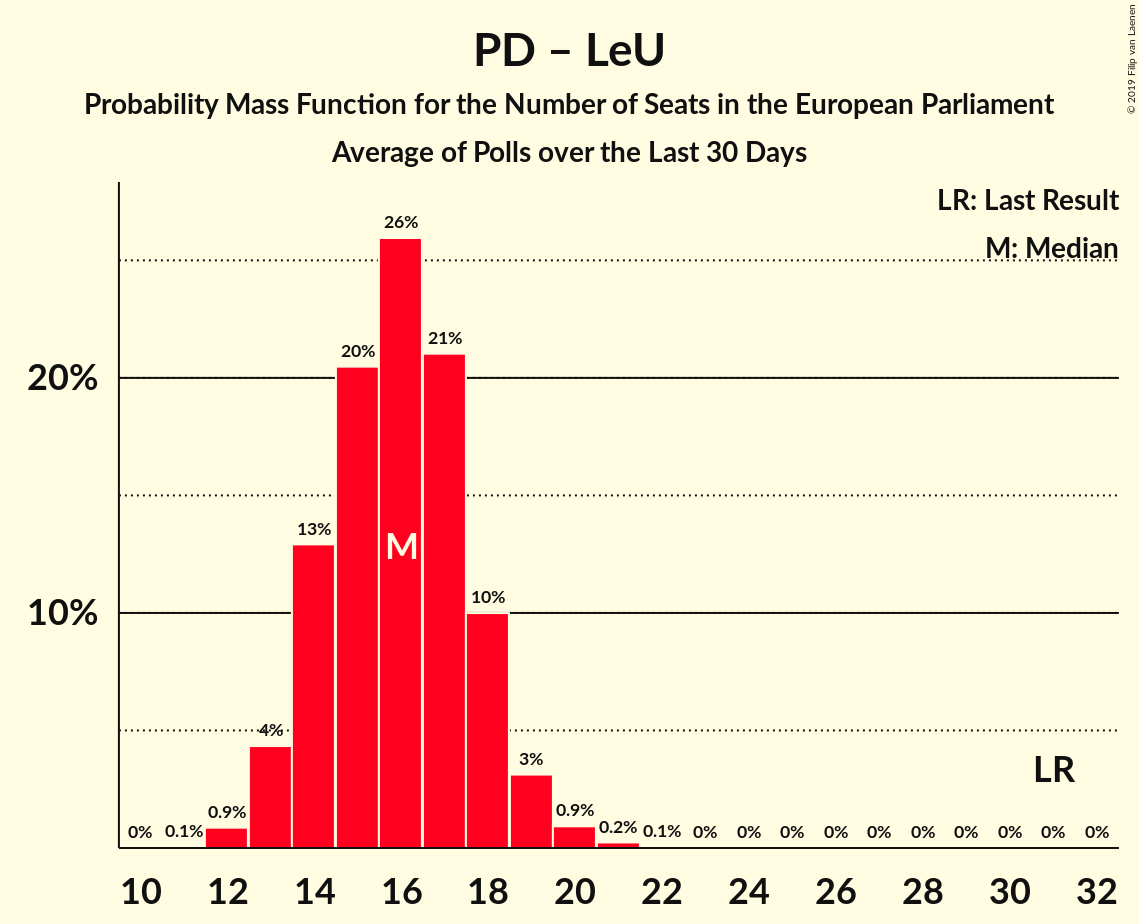 PD – LeU
Probability Mass Function for the Number of Seats in the European Parliament
Average of Polls over the Last 30 Days
© 2019 Filip van Laenen
LR: Last Result
M: Median
26%
21%
20%
20%
13%
M
10%
10%
4%
3%
LR
0.9%
0.9%
0% 0.1% 0.2% 0.1% 0% 0% 0% 0% 0% 0% 0% 0% 0% 0%
10 12 14 16 18 20 22 24 26 28 30 32